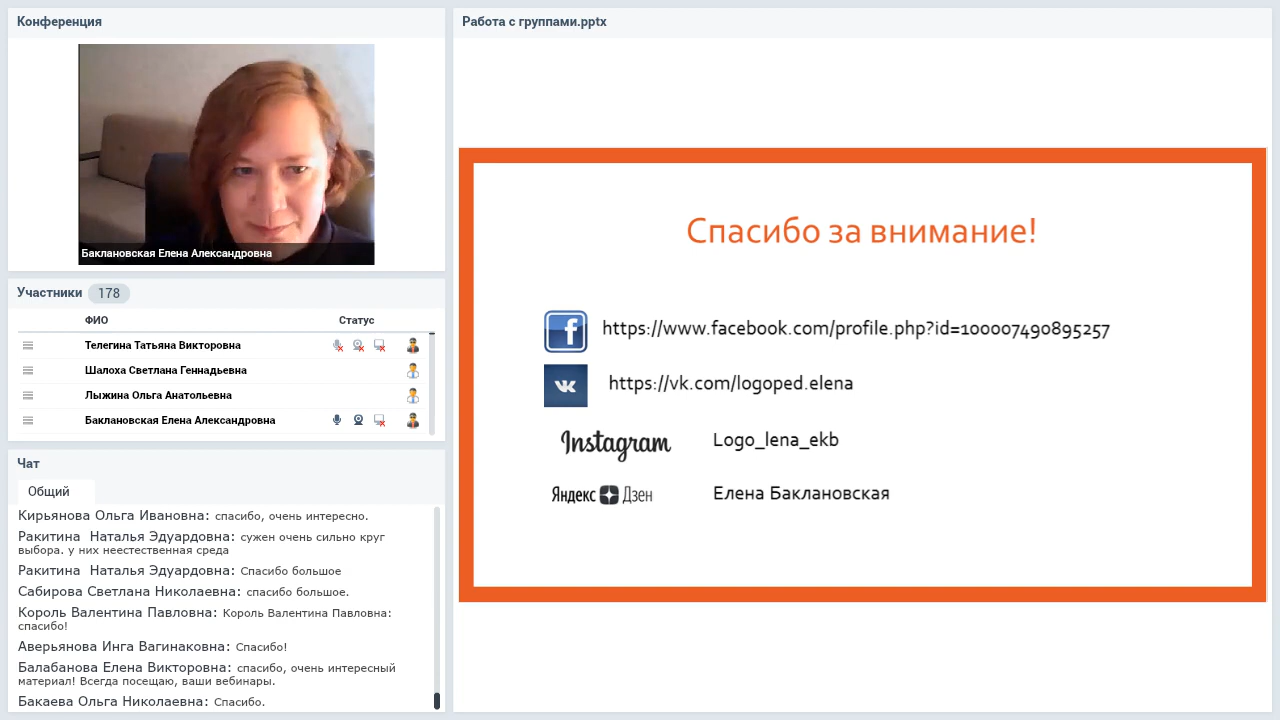 Конференция
Баклановская Елена Александровна
Участники 178
ФИО Статус
Телегина Татьяна Викторовна
Шалоха Светлана Геннадьевна
Лыжина Ольга Анатольевна
Баклановская Елена Александровна
Чат
Общий
Кирьянова Ольга Ивановна: спасибо, очень интересно.
Ракитина Наталья Эдуардовна: сужен очень сильно круг
выбора. у них неестественная среда
Ракитина Наталья Эдуардовна: Спасибо большое
Сабирова Светлана Николаевна: спасибо большое.
Король Валентина Павловна: Король Валентина Павловна:
спасибо!
Аверьянова Инга Вагинаковна: Спасибо!
Балабанова Елена Викторовна: спасибо, очень интересный
материал! Всегда посещаю, ваши вебинары.
Бакаева Ольга Николаевна: Спасибо.
Работа с группами.pptx
Спасибо за внимание!
f https://www.facebook.com/profile.php?id=100007490895257
https://vk.com/logoped.elena
Instagram Logo_lena_ekb
Яндекс Дзен Елена Баклановская